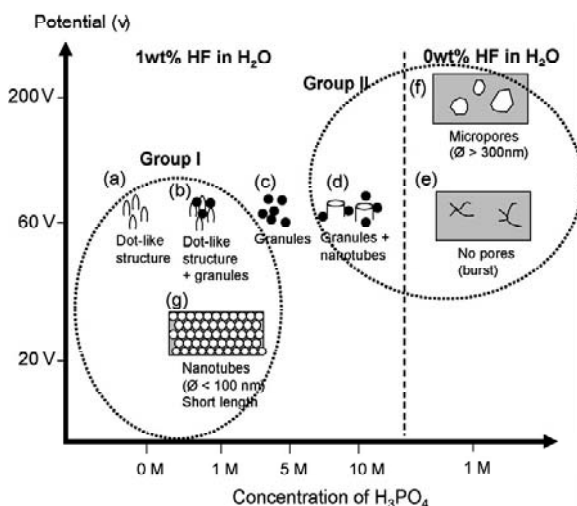 Potential (v)
1wt% HF in H₂O
0wt% HF in H₂O
Group II
(f)
200 V
Micropores
(Ø > 300nm)
Group I
(a)
(b)
(c)
(d)
(e)
60 V
Dot-like
structure
Dot-like
structure
+ granules
Granules
Granules +
nanotubes
No pores
(burst)
(g)
Nanotubes
(Ø < 100 nm)
Short length
20 V
0 M
1 M
5 M
10 M
1 M
Concentration of H₃PO₄